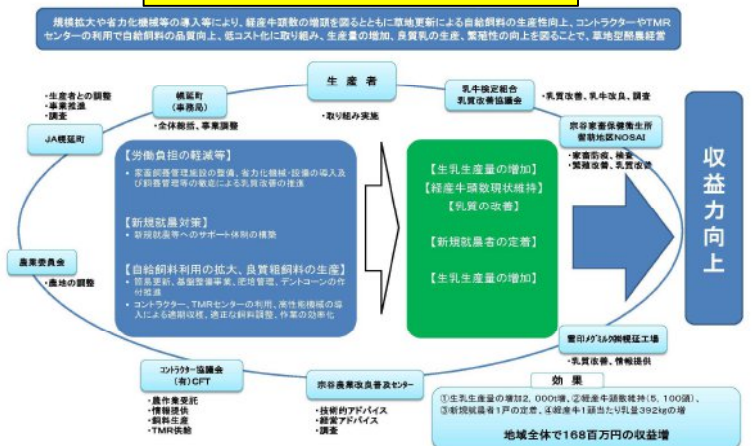 規模拡大や省力化機械等の導入等により、経産牛頭数の増頭を図るとともに草地更新による自給飼料の生産性向上、コントラクターやTMR
センターの利用で自給飼料の品質向上、低コスト化に取り組み、生産量の増加、良質乳の生産、繁殖性の向上を図ることで、草地型酪農経営
生産者
・取り組み実施
幌延町
(事務局)
・全体総括、事業調整
・生産者との調整
・事業推進
・調査
JA幌延町
乳牛検定組合
乳質改善協議会
・乳質改善、乳牛改良、調査
宗谷家畜保健衛生所
留萌地区NOSAI
・家畜防疫、検査
・繁殖改善、乳質改善
【労働負担の軽減等】
・家畜飼養管理施設の整備、省力化機械・設備の導入及
び飼養管理等の徹底による乳質改善の推進
【新規就農対策】
・新規就農等へのサポート体制の構築
【自給飼料利用の拡大、良質粗飼料の生産】
・簡易更新、基盤整備事業、肥培管理、デントコーンの作
付推進
・コントラクター、TMRセンターの利用、高性能機械の導
入による適期収穫、適正な飼料調整、作業の効率化
【生乳生産量の増加】
【経産牛頭数現状維持】
【乳質の改善】
【新規就農者の定着】
【生乳生産量の増加】
収益力向上
農業委員会
・農地の調整
コントラクター協議会
(有)CFT
・農作業受託
・情報提供
・飼料生産
・TMR供給
宗谷農業改良普及センター
・技術的アドバイス
・経営アドバイス
・調査
雪印メグミルク㈱幌延工場
・乳質改善、情報提供
効果
①生乳生産量の増加2,000t増、②経産牛頭数維持(5,100頭)、
③新規就農者1戸の定着、④経産牛1頭当たり乳量392kgの増
地域全体で168百万円の収益増